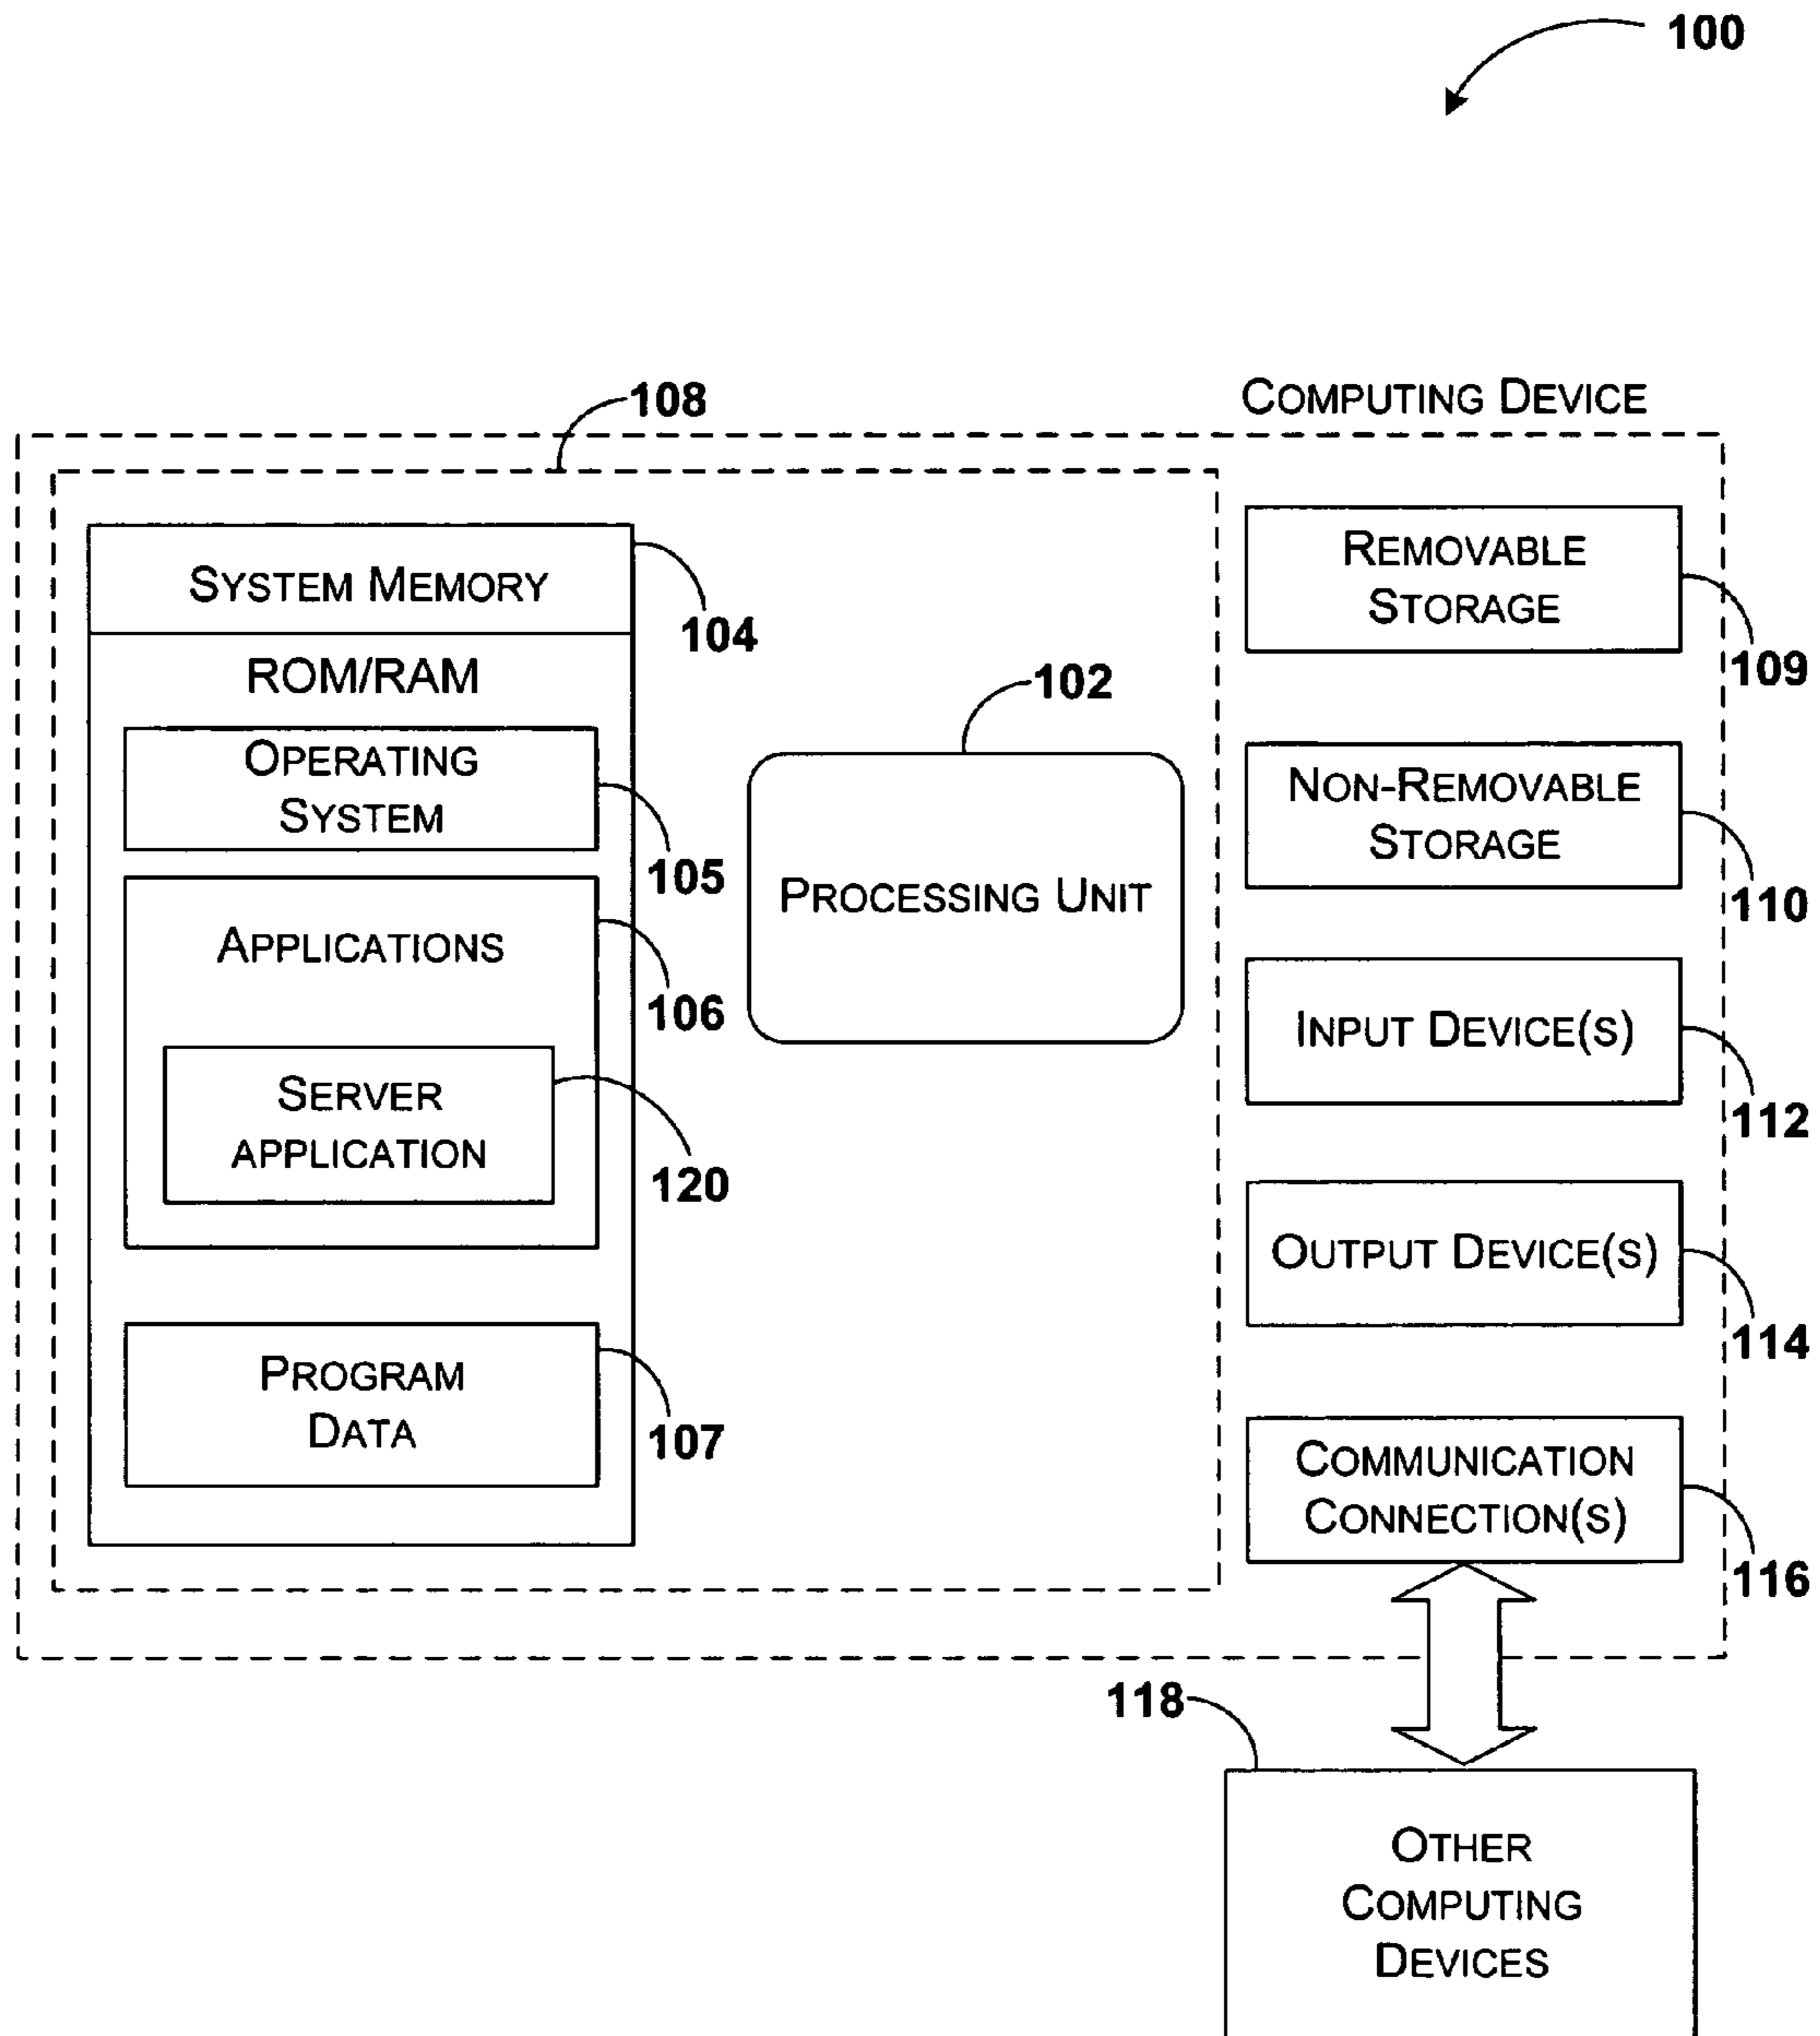 100
COMPUTING DEVICE
108
SYSTEM MEMORY
104
ROM/RAM
OPERATING
SYSTEM
105
APPLICATIONS
106
SERVER
APPLICATION
120
PROGRAM
DATA
107
102
PROCESSING UNIT
REMOVABLE
STORAGE
109
NON-REMOVABLE
STORAGE
110
INPUT DEVICE(S)
112
OUTPUT DEVICE(S)
114
COMMUNICATION
CONNECTION(S)
116
118
OTHER
COMPUTING
DEVICES